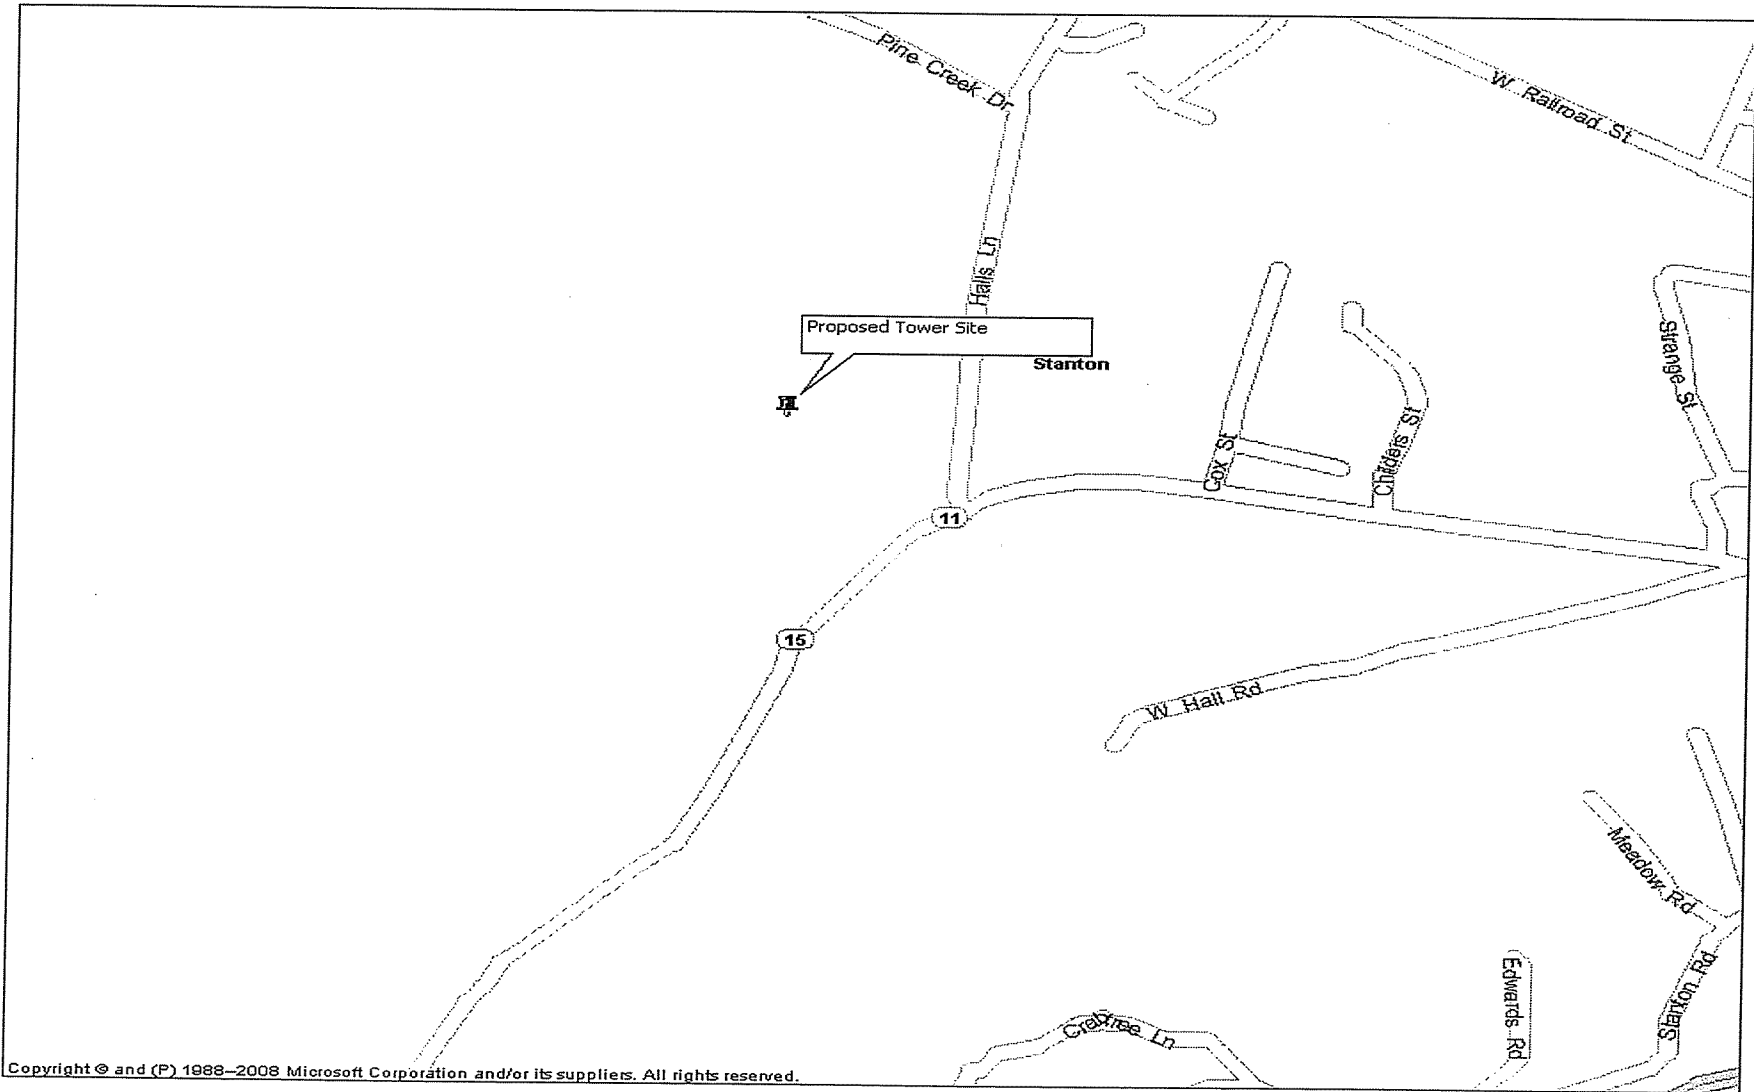 Pine Creek Dr
W Railroad St
Halls Ln
Proposed Tower Site
Stanton
Strange St
Cox St
Childers St
11
15
W Hall Rd
Meadow Rd
Edwards Rd
Stanton Rd
Crabtree Ln
Copyright © and (P) 1988–2008 Microsoft Corporation and/or its suppliers. All rights reserved.